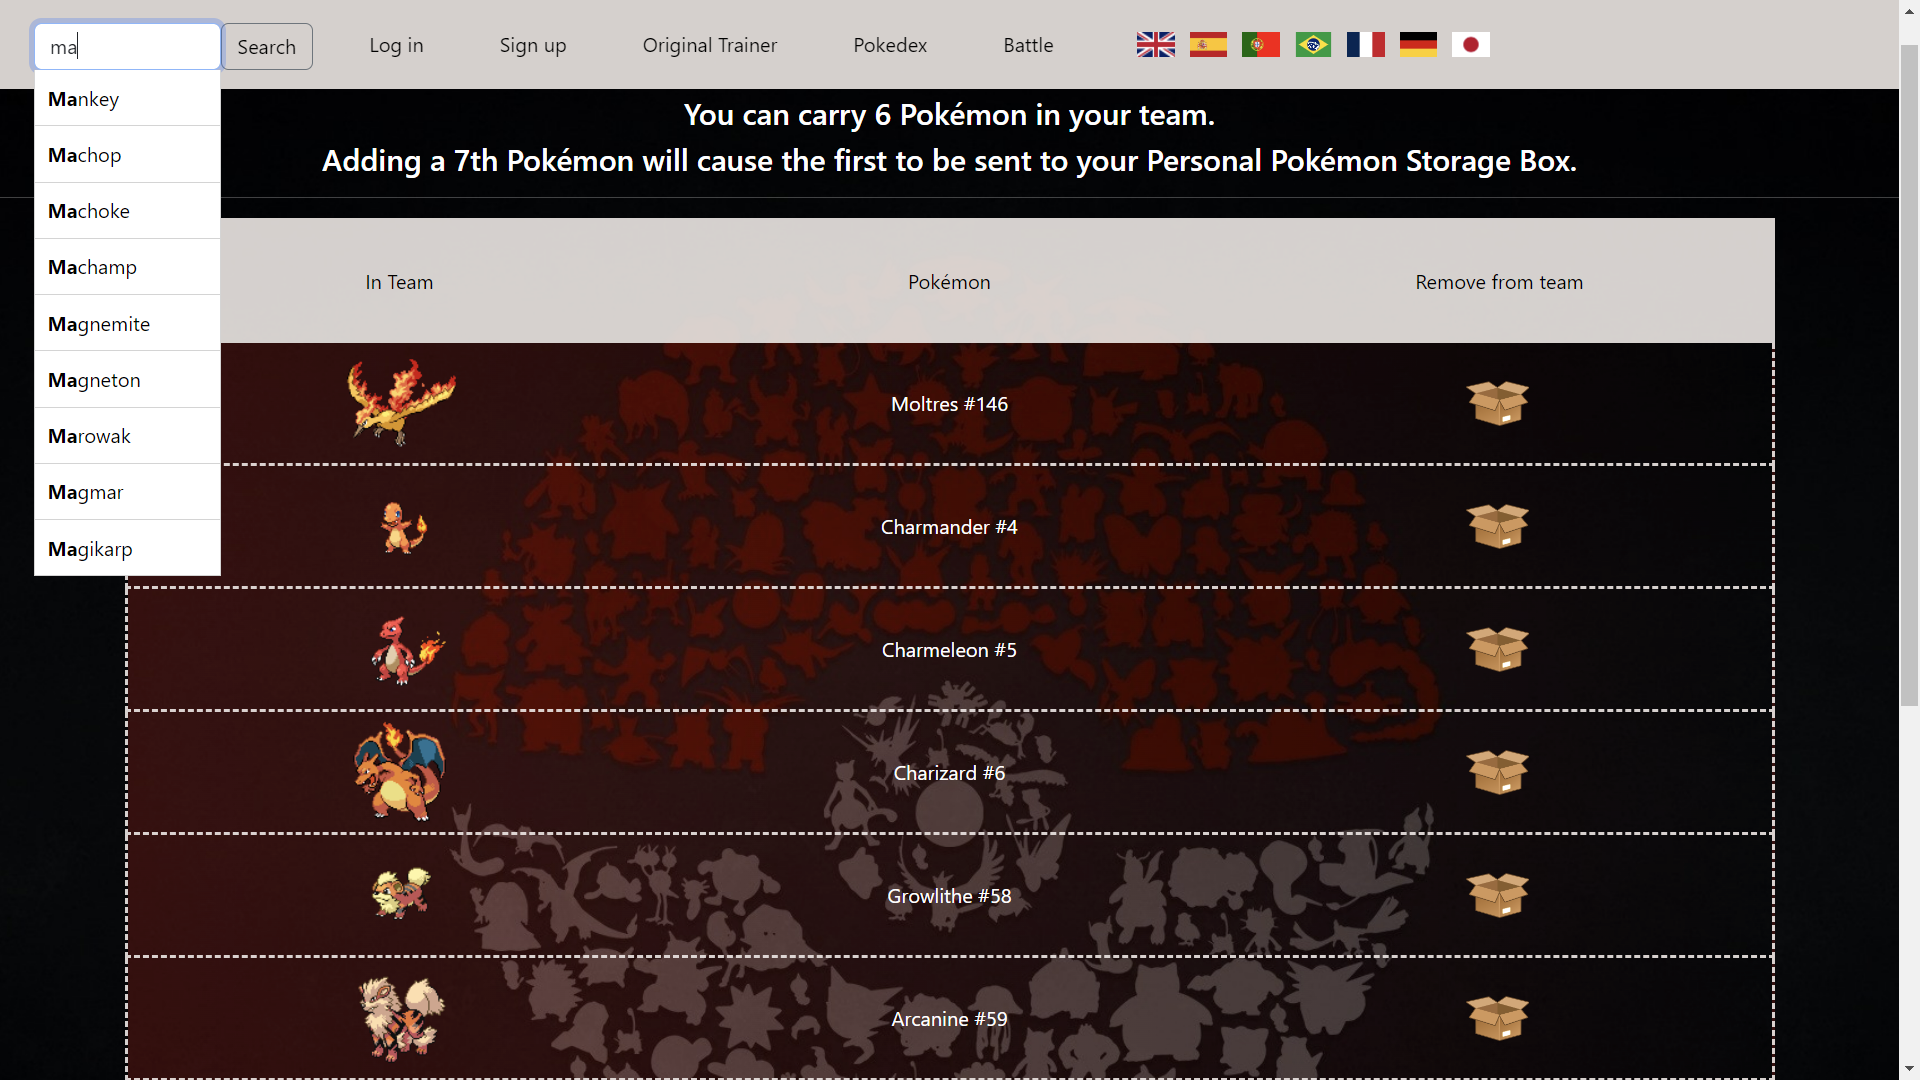 ma Search Log in Sign up Original Trainer Pokedex Battle
Mankey
Machop
Machoke
Machamp
Magnemite
Magneton
Marowak
Magmar
Magikarp
You can carry 6 Pokémon in your team.
Adding a 7th Pokémon will cause the first to be sent to your Personal Pokémon Storage Box.
In Team Pokémon Remove from team
Moltres #146
Charmander #4
Charmeleon #5
Charizard #6
Growlithe #58
Arcanine #59